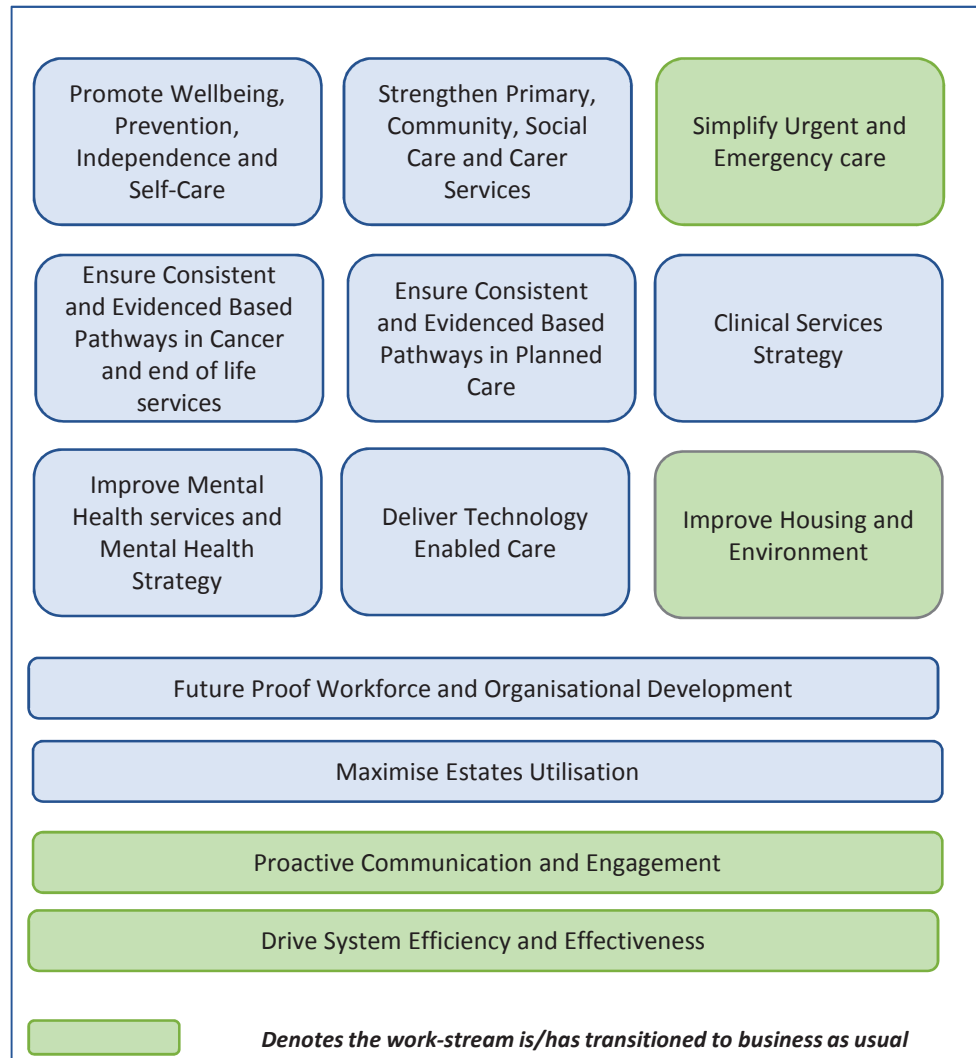 Promote Wellbeing,
Prevention,
Independence and
Self-Care
Strengthen Primary,
Community, Social
Care and Carer
Services
Simplify Urgent and
Emergency care
Ensure Consistent
and Evidenced Based
Pathways in Cancer
and end of life
services
Ensure Consistent
and Evidenced Based
Pathways in Planned
Care
Clinical Services
Strategy
Improve Mental
Health services and
Mental Health
Strategy
Deliver Technology
Enabled Care
Improve Housing and
Environment
Future Proof Workforce and Organisational Development
Maximise Estates Utilisation
Proactive Communication and Engagement
Drive System Efficiency and Effectiveness
Denotes the work-stream is/has transitioned to business as usual